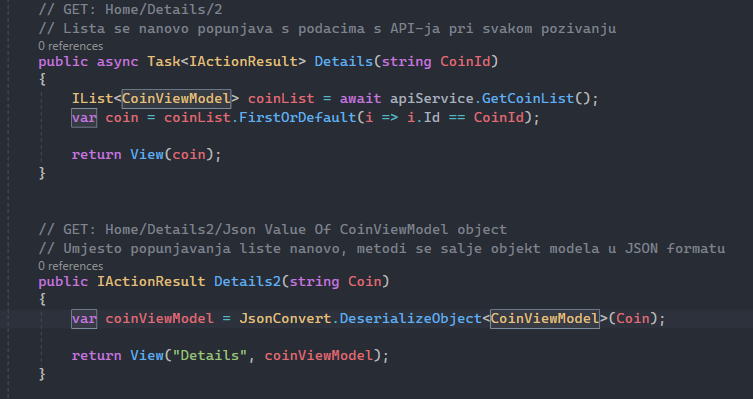 // GET: Home/Details/2
// Lista se nanovo popunjava s podacima s API-ja pri svakom pozivanju
0 references
public async Task<IActionResult> Details(string CoinId)
{
IList<CoinViewModel> coinList = await apiService.GetCoinList();
var coin = coinList.FirstOrDefault(i => i.Id == CoinId);
return View(coin);
}
// GET: Home/Details2/Json Value Of CoinViewModel object
// Umjesto popunjavanja liste nanovo, metodi se salje objekt modela u JSON formatu
0 references
public IActionResult Details2(string Coin)
{
var coinViewModel = JsonConvert.DeserializeObject<CoinViewModel>(Coin);
return View("Details", coinViewModel);
}